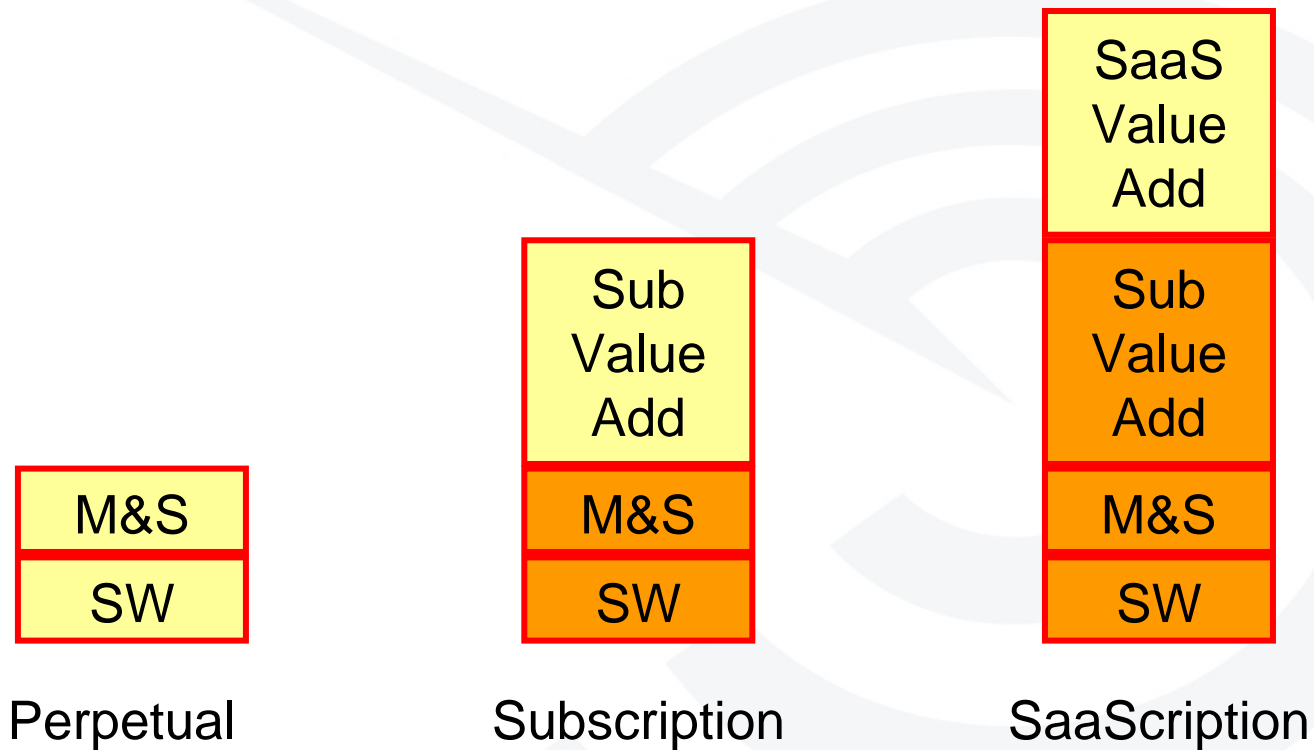 M&S
SW
Perpetual
Sub
Value
Add
M&S
SW
Subscription
SaaS
Value
Add
Sub
Value
Add
M&S
SW
SaaScription